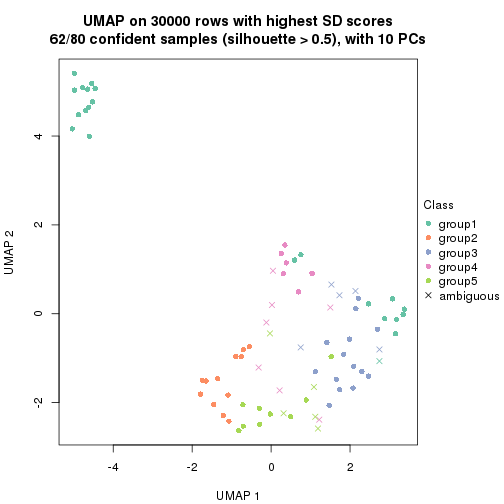 UMAP on 30000 rows with highest SD scores
62/80 confident samples (silhouette > 0.5), with 10 PCs
UMAP 2
4
2
0
-2
-4
-2
0
2
UMAP 1
Class
group1
group2
group3
group4
group5
ambiguous